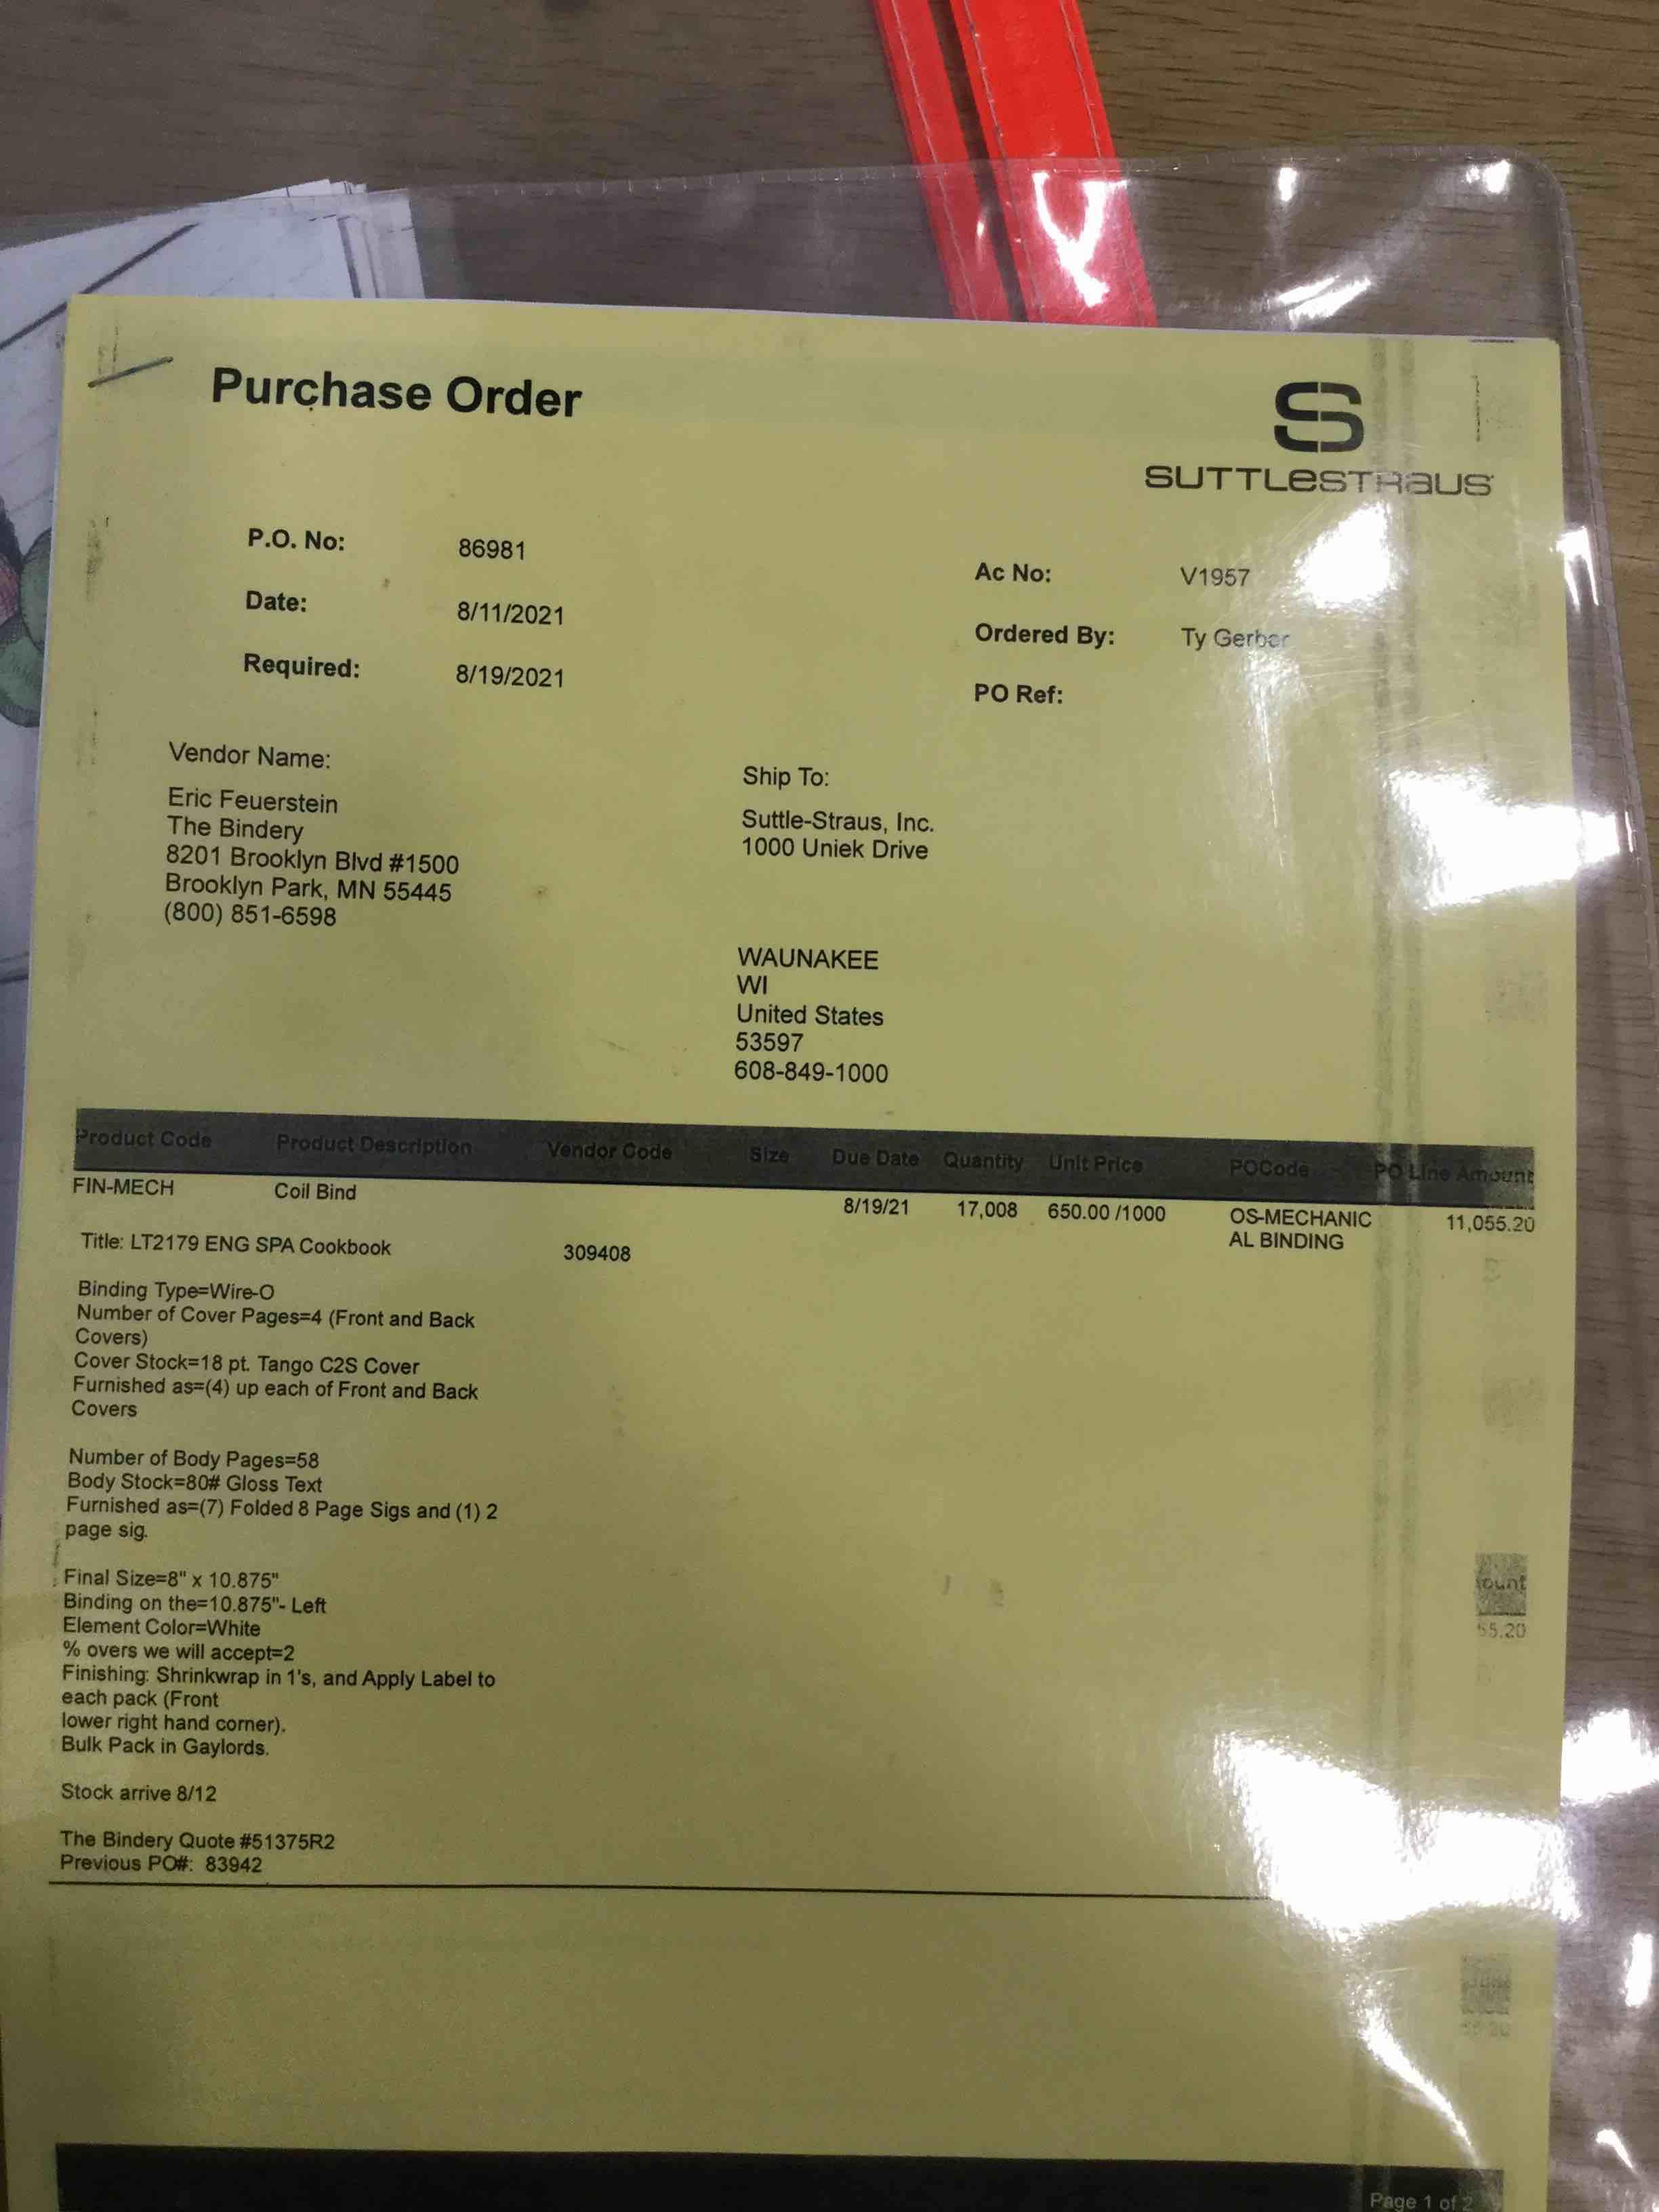 Purchase Order
SUTTLESTRAUS
P.O. No: 86981
Date: 8/11/2021
Required: 8/19/2021
Ac No: V1957
Ordered By: Ty Gerber
PO Ref:
Vendor Name:
Eric Feuerstein
The Bindery
8201 Brooklyn Blvd #1500
Brooklyn Park, MN 55445
(800) 851-6598
Ship To:
Suttle-Straus, Inc.
1000 Uniek Drive
WAUNAKEE
WI
United States
53597
608-849-1000
Product Code Product Description Vendor Code Size Due Date Quantity Unit Price POCode PO Line Amount
FIN-MECH Coil Bind 8/19/21 17,008 650.00 /1000 OS-MECHANIC 11,055.20
AL BINDING
Title: LT2179 ENG SPA Cookbook 309408
Binding Type=Wire-O
Number of Cover Pages=4 (Front and Back
Covers)
Cover Stock=18 pt. Tango C2S Cover
Furnished as=(4) up each of Front and Back
Covers
Number of Body Pages=58
Body Stock=80# Gloss Text
Furnished as=(7) Folded 8 Page Sigs and (1) 2
page sig.
Final Size=8" x 10.875"
Binding on the=10.875"- Left
Element Color=White
% overs we will accept=2
Finishing: Shrinkwrap in 1's, and Apply Label to
each pack (Front
lower right hand corner).
Bulk Pack in Gaylords.
Stock arrive 8/12
The Bindery Quote #51375R2
Previous PO#: 83942
ount
55.20
Page 1 of 2